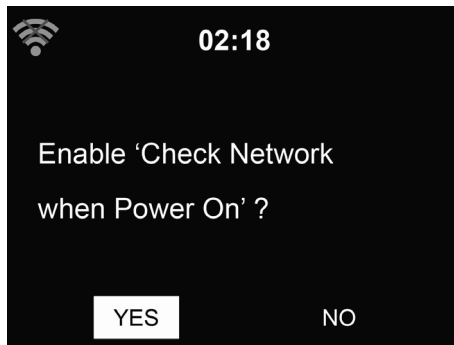 02:18
Enable ‘Check Network
when Power On’ ?
YES NO